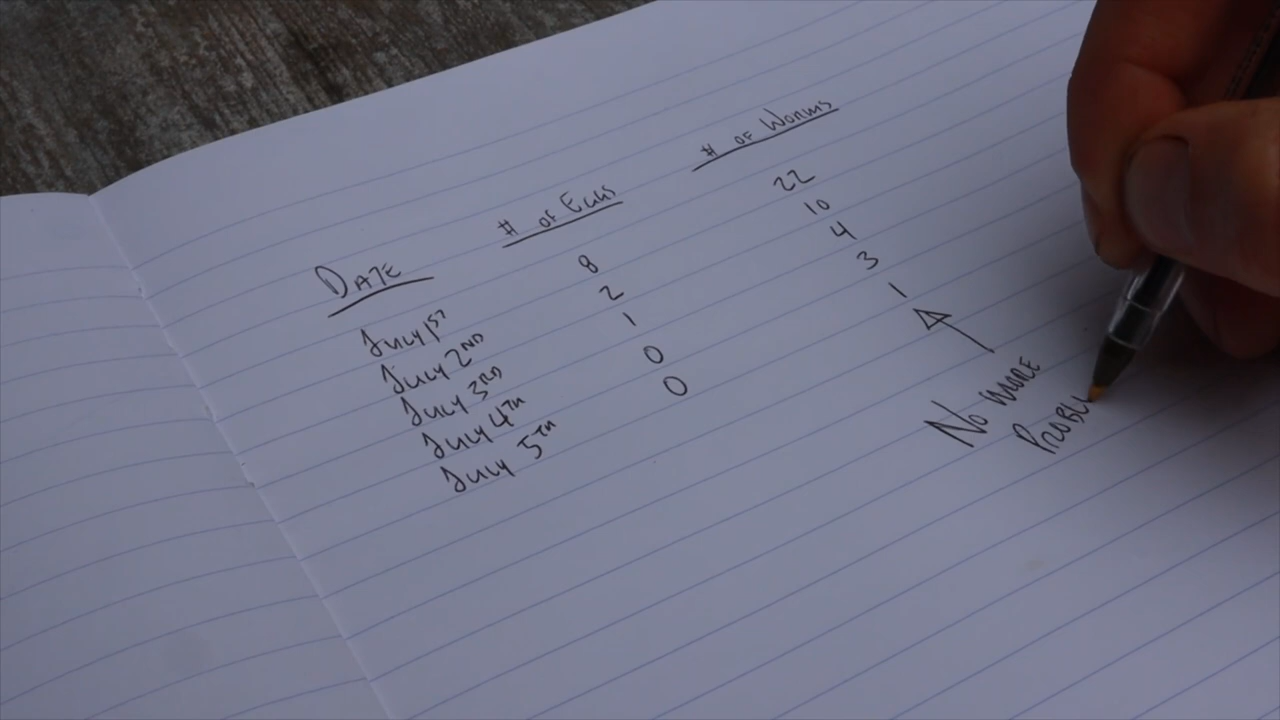 DATE # OF EGGS # OF WORMS
JULY 1ST 8 22
JULY 2ND 2 10
JULY 3RD 1 4
JULY 4TH 0 3
JULY 5TH 0 1
NO MORE
PROBL